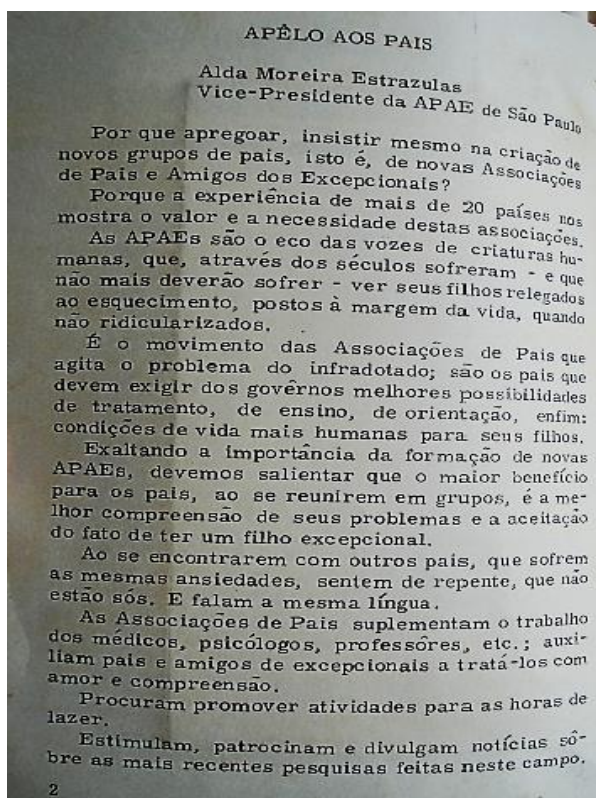 APÊLO AOS PAIS
Alda Moreira Estrazulas
Vice-Presidente da APAE de São Paulo
Por que apregoar, insistir mesmo na criação de
novos grupos de pais, isto é, de novas Associações
de Pais e Amigos dos Excepcionais?
Porque a experiência de mais de 20 países nos
mostra o valor e a necessidade destas associações.
As APAEs são o eco das vozes de criaturas hu-
manas, que, através dos séculos sofreram - e que
não mais deverão sofrer - ver seus filhos relegados
ao esquecimento, postos à margem da vida, quando
não ridicularizados.
É o movimento das Associações de Pais que
agita o problema do infradotado; são os pais que
devem exigir dos govêrnos melhores possibilidades
de tratamento, de ensino, de orientação, enfim:
condições de vida mais humanas para seus filhos.
Exaltando a importância da formação de novas
APAEs, devemos salientar que o maior benefício
para os pais, ao se reunirem em grupos, é a me-
lhor compreensão de seus problemas e a aceitação
do fato de ter um filho excepcional.
Ao se encontrarem com outros pais, que sofrem
as mesmas ansiedades, sentem de repente, que não
estão sós. E falam a mesma língua.
As Associações de Pais suplementam o trabalho
dos médicos, psicólogos, professôres, etc.; auxi-
liam pais e amigos de excepcionais a tratá-los com
amor e compreensão.
Procuram promover atividades para as horas de
lazer.
Estimulam, patrocinam e divulgam notícias sô-
bre as mais recentes pesquisas feitas neste campo.
2